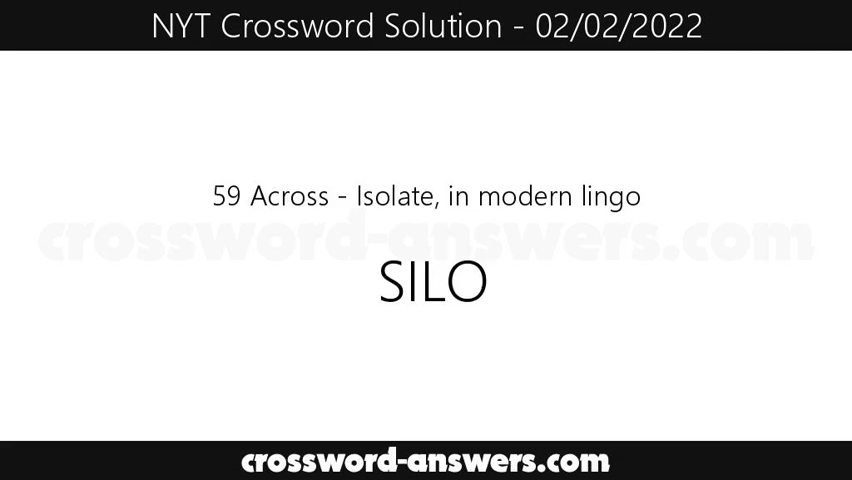 NYT Crossword Solution - 02/02/2022
59 Across - Isolate, in modern lingo
crossword-answers.com
SILO
crossword-answers.com